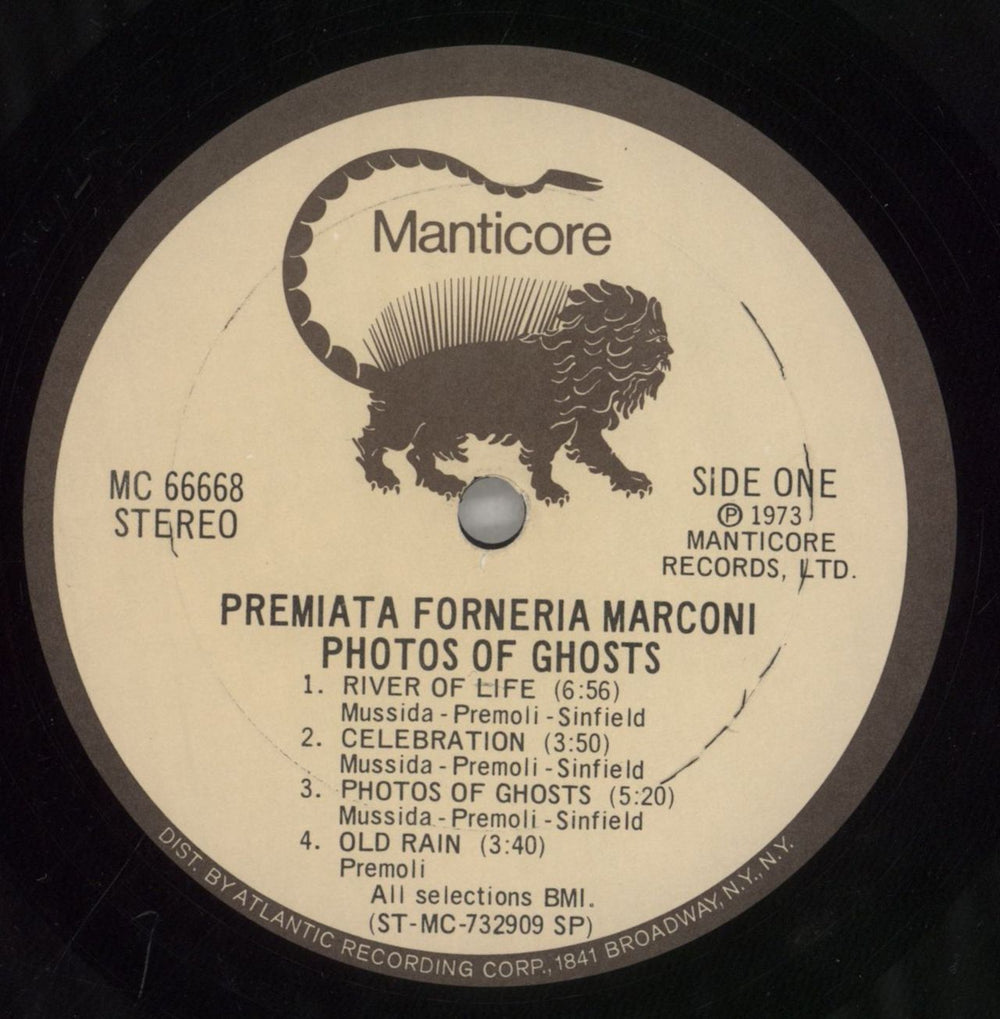 Manticore
MC 66668
STEREO
SIDE ONE
Ⓟ 1973
MANTICORE
RECORDS, LTD.
PREMIATA FORNERIA MARCONI
PHOTOS OF GHOSTS
1. RIVER OF LIFE (6:56)
Mussida - Premoli - Sinfield
2. CELEBRATION (3:50)
Mussida - Premoli - Sinfield
3. PHOTOS OF GHOSTS (5:20)
Mussida - Premoli - Sinfield
4. OLD RAIN (3:40)
Premoli
All selections BMI.
(ST-MC-732909 SP)
DIST. BY ATLANTIC RECORDING CORP., 1841 BROADWAY, N.Y., N.Y.